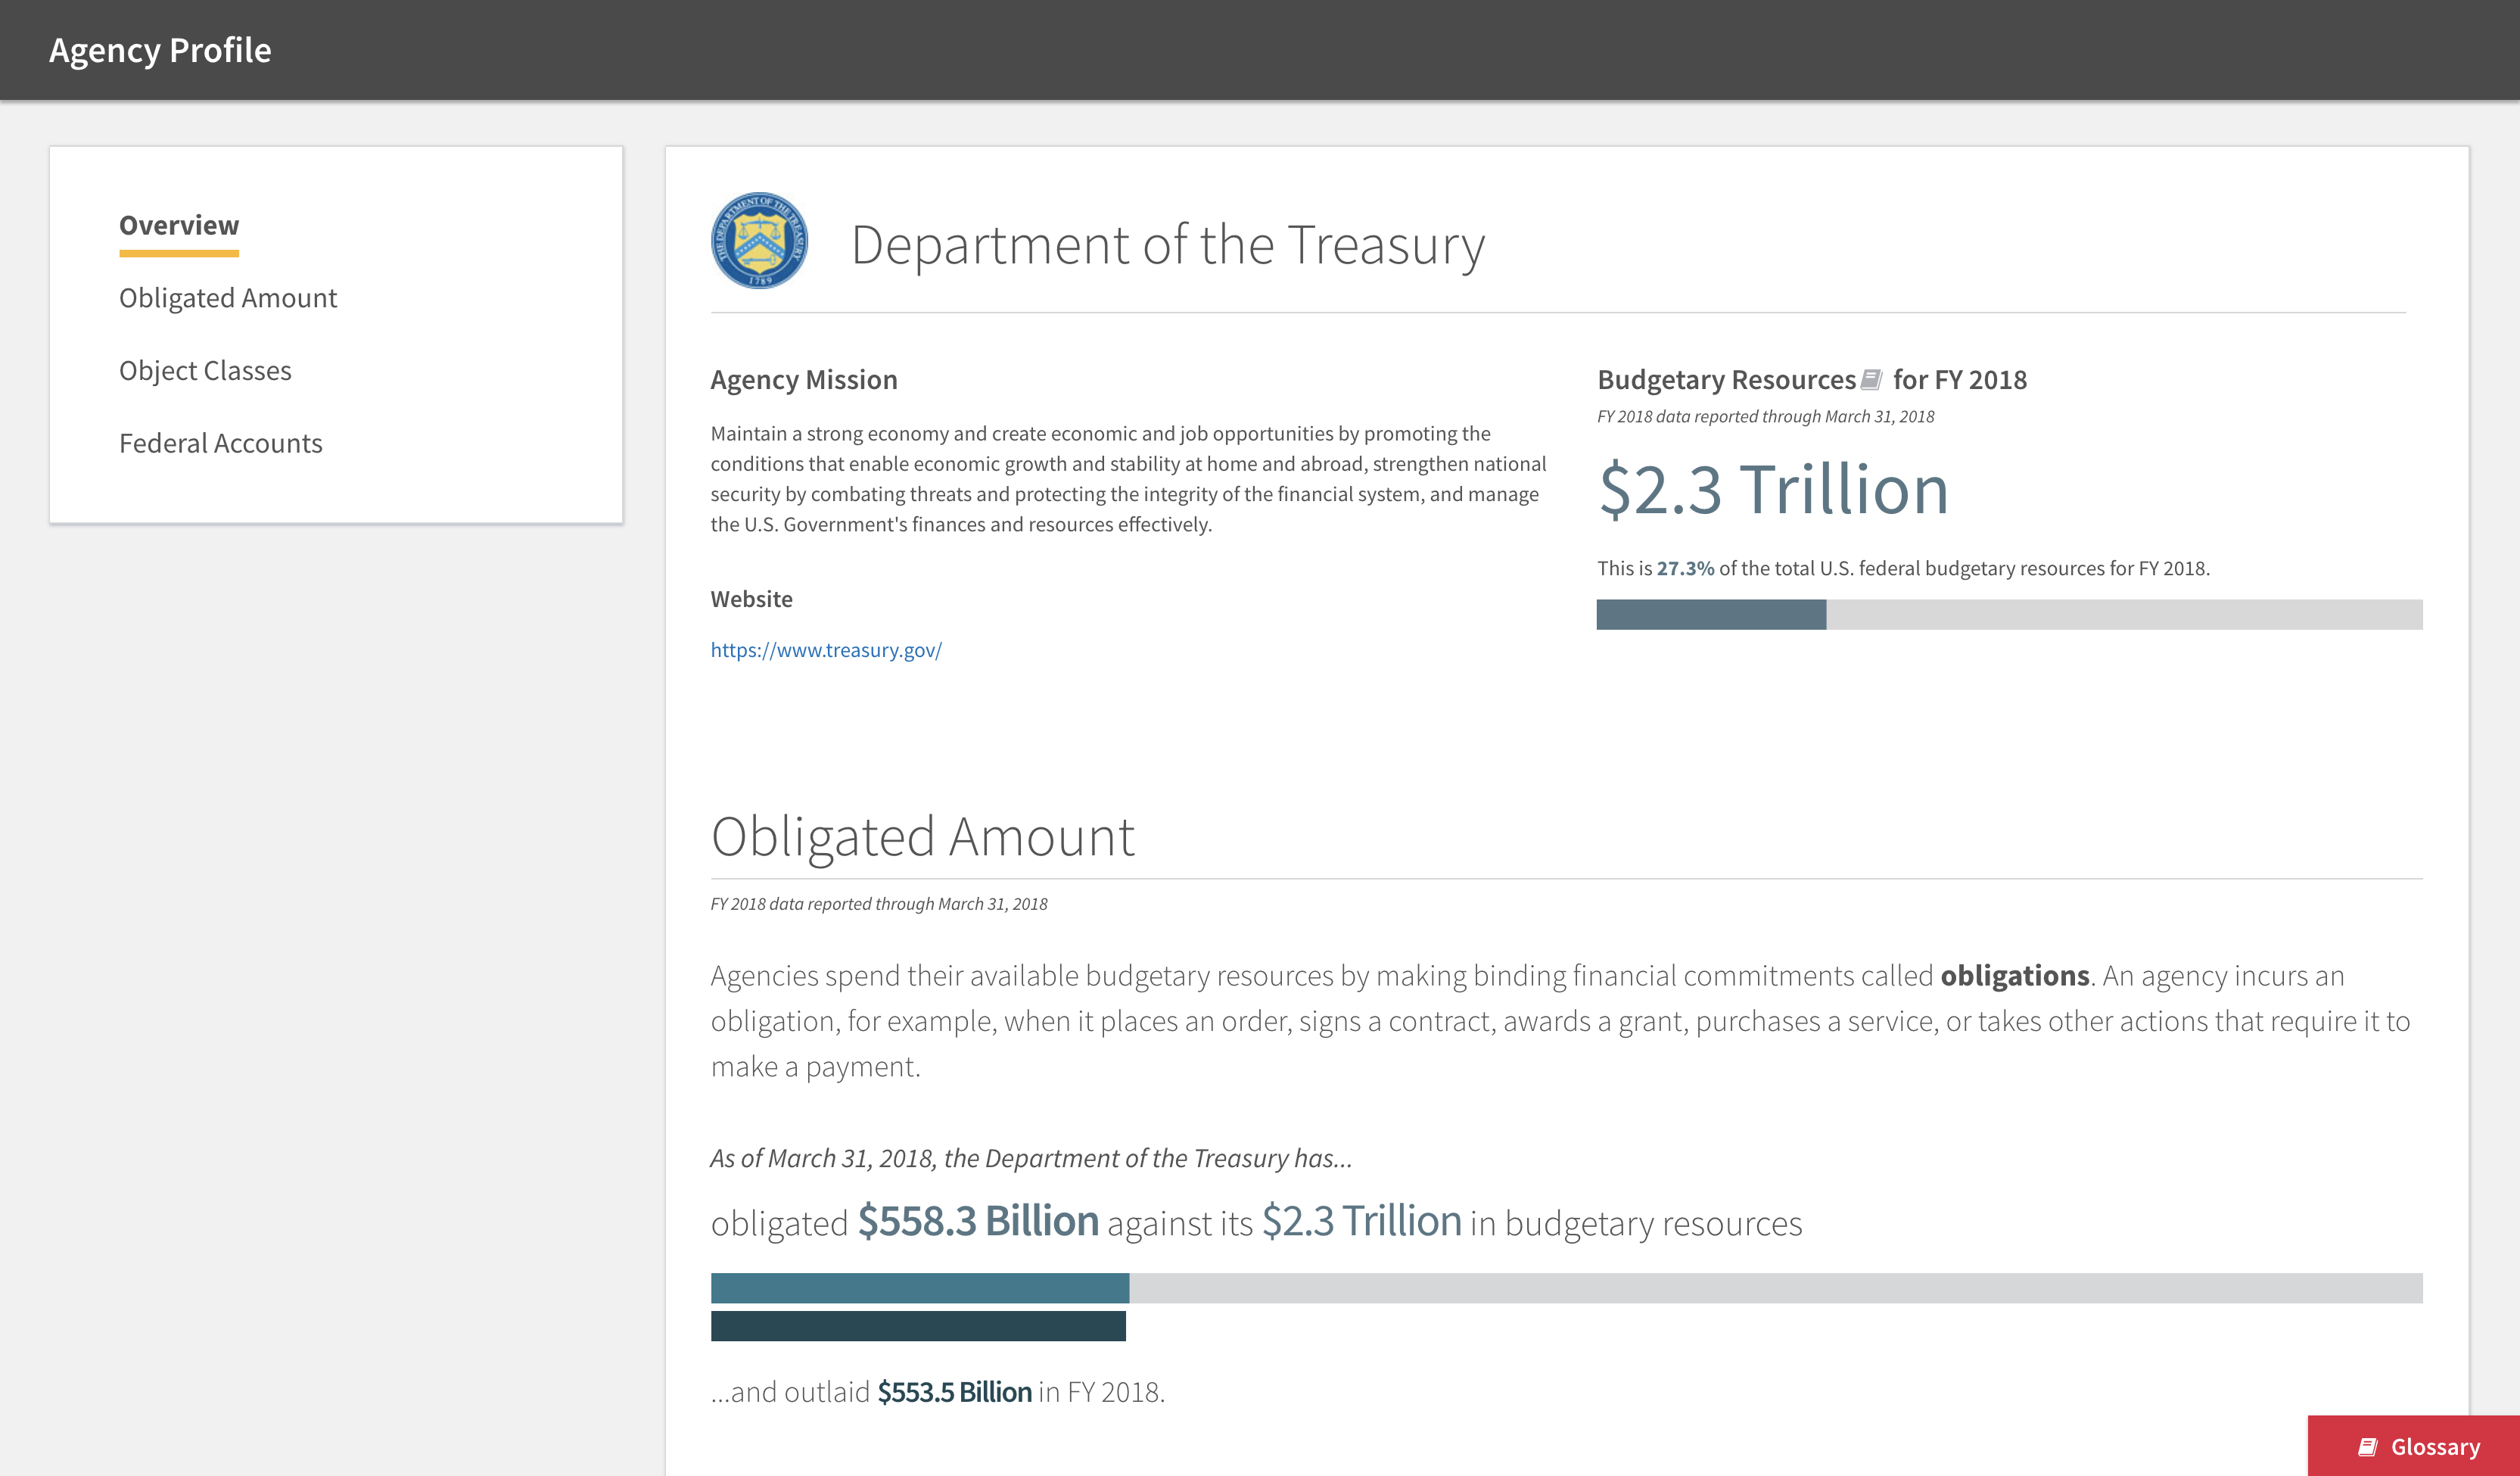 Agency Profile
Overview
Obligated Amount
Object Classes
Federal Accounts
THE DEPARTMENT OF THE TREASURY
1789
Department of the Treasury
Agency Mission
Maintain a strong economy and create economic and job opportunities by promoting the
conditions that enable economic growth and stability at home and abroad, strengthen national
security by combating threats and protecting the integrity of the financial system, and manage
the U.S. Government's finances and resources effectively.
Website
https://www.treasury.gov/
Budgetary Resources for FY 2018
FY 2018 data reported through March 31, 2018
$2.3 Trillion
This is 27.3% of the total U.S. federal budgetary resources for FY 2018.
Obligated Amount
FY 2018 data reported through March 31, 2018
Agencies spend their available budgetary resources by making binding financial commitments called obligations. An agency incurs an
obligation, for example, when it places an order, signs a contract, awards a grant, purchases a service, or takes other actions that require it to
make a payment.
As of March 31, 2018, the Department of the Treasury has...
obligated $558.3 Billion against its $2.3 Trillion in budgetary resources
...and outlaid $553.5 Billion in FY 2018.
Glossary